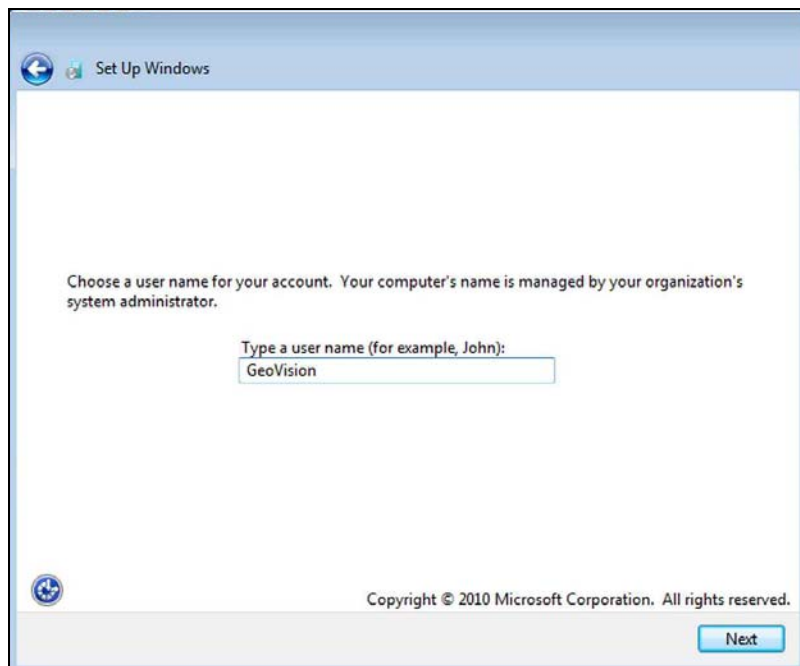 Set Up Windows
Choose a user name for your account.  Your computer's name is managed by your organization's
system administrator.
Type a user name (for example, John):
GeoVision
Copyright © 2010 Microsoft Corporation.  All rights reserved.
Next